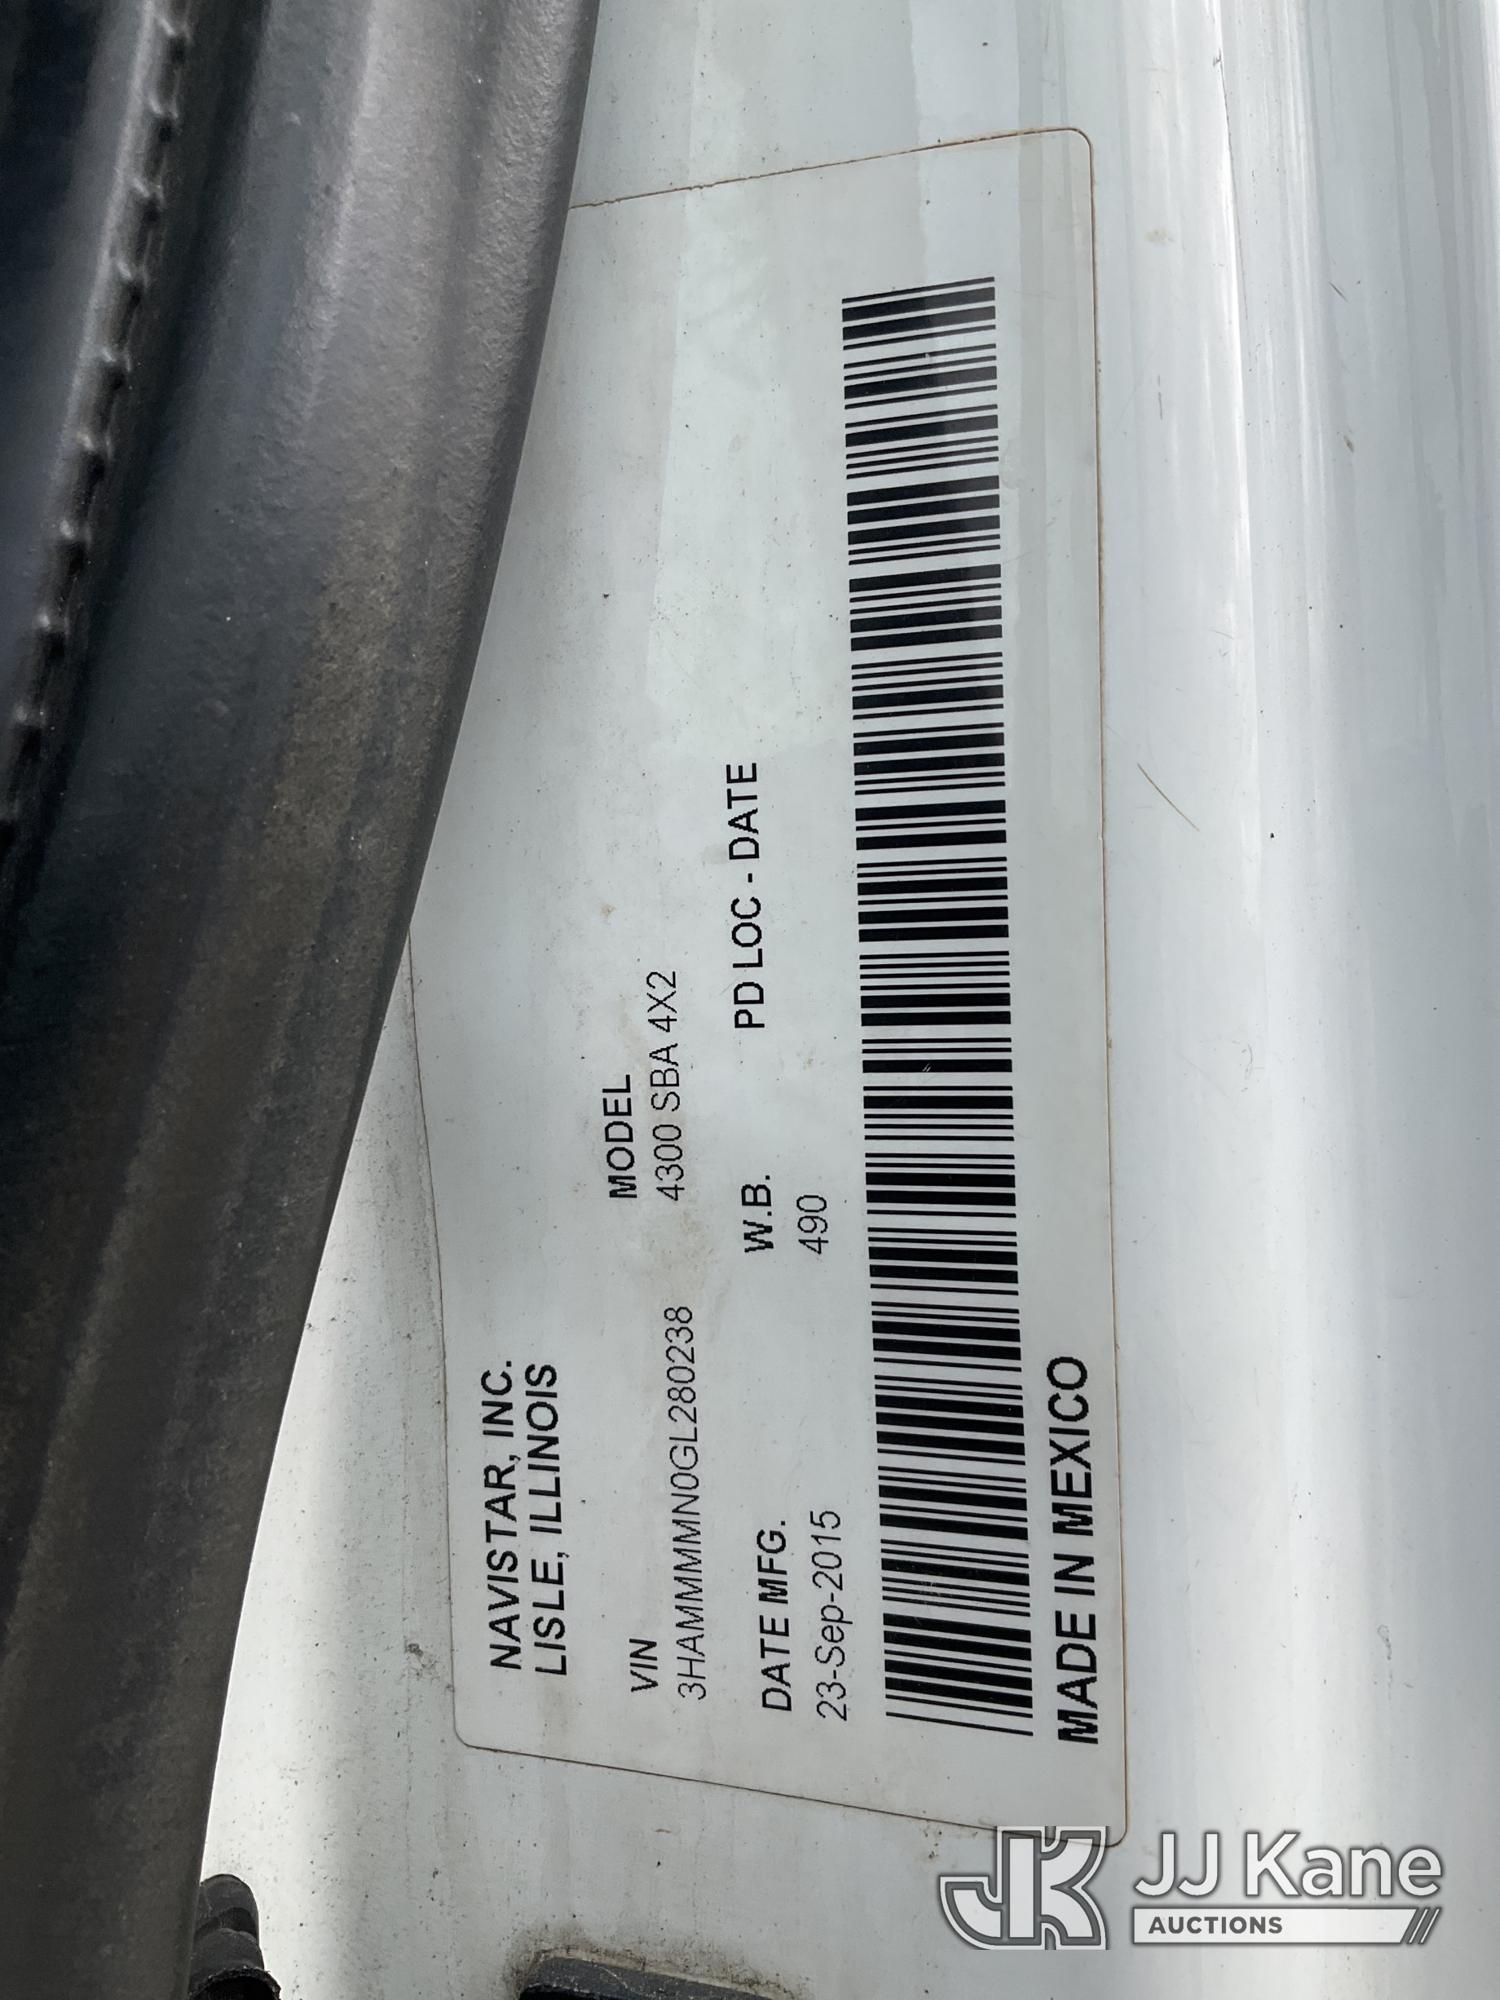 NAVISTAR, INC.
LISLE, ILLINOIS
VIN MODEL
3HAMMMMN0GL280238 4300 SBA 4X2
DATE MFG. W.B. PD LOC - DATE
23-Sep-2015 490
MADE IN MEXICO
JK JJ Kane
AUCTIONS